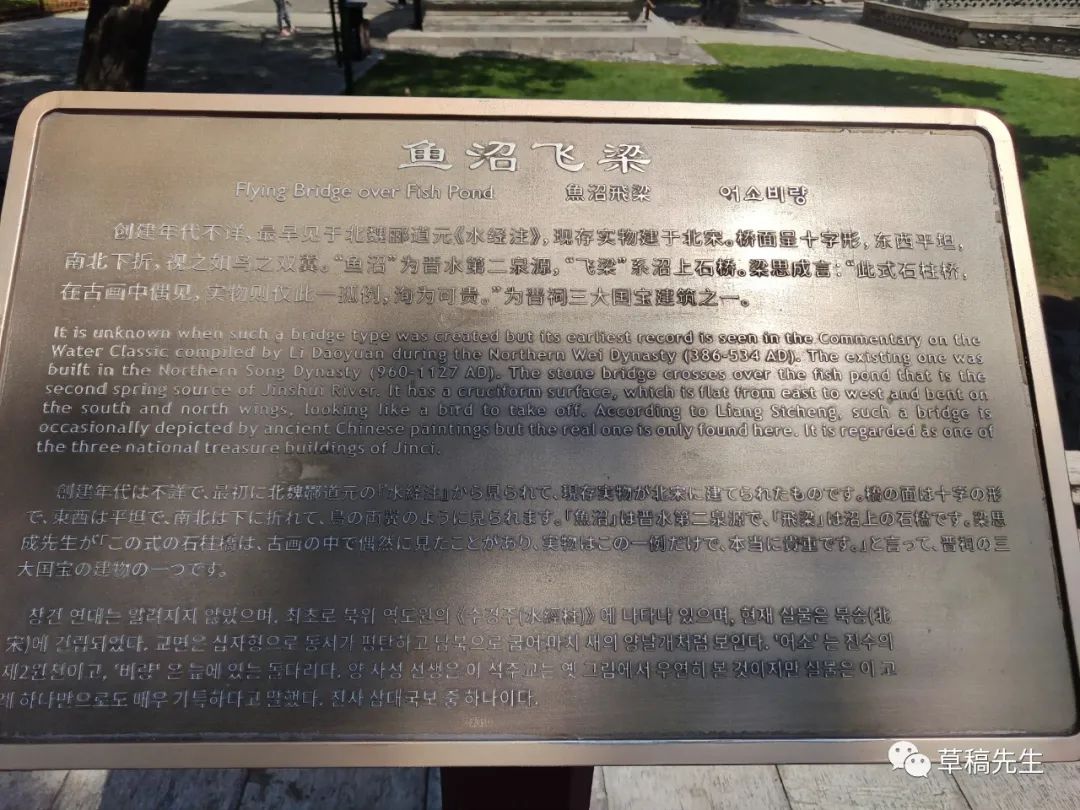 鱼沼飞梁
Flying Bridge over Fish Pond 魚沼飛梁 어소비량
创建年代不详，最早见于北魏郦道元《水经注》，现存实物建于北宋。桥面呈十字形，东西平坦，
南北下折，视之如鸟之双翼。“鱼沼”为晋水第二泉源，“飞梁”系沼上石桥。梁思成言：“此式石柱桥，
在古画中偶见，实物则仅此一孤例，洵为可贵。”为晋祠三大国宝建筑之一。
It is unknown when such a bridge type was created but its earliest record is seen in the Commentary on the
Water Classic compiled by Li Daoyuan during the Northern Wei Dynasty (386-534 AD). The existing one was
built in the Northern Song Dynasty (960-1127 AD). The stone bridge crosses over the fish pond that is the
second spring source of Jinshui River. It has a cruciform surface, which is flat from east to west and bent on
the south and north wings, looking like a bird to take off. According to Liang Sicheng, such a bridge is
occasionally depicted by ancient Chinese paintings but the real one is only found here. It is regarded as one of
the three national treasure buildings of Jinci.
创建年代は不詳で、最初に北魏酈道元の『水経注』から見られて、現存実物が北宋に建てられたものです。橋の面は十字の形
で、東西は平坦で、南北は下に折れて、鳥の両翼のように見られます。「魚沼」は晋水第二泉源で、「飛梁」は沼上の石橋です。梁思
成先生が「この式の石柱橋は、古画の中で偶然に見たことがあり、実物はこの一例だけで、本当に貴重です。」と言って、晋祠の三
大国宝の建物の一つです。
창건 연대는 알려지지 않았으며, 최초로 북위 역도원의 《수경주(水經柱)》에 나타나 있으며, 현재 실물은 북송(北
宋)에 건립되었다. 교면은 십자형으로 동서가 평탄하고 남북으로 굽어 마치 새의 양날개처럼 보인다. '어소'는 진수의
제2원천이고, '비량'은 늪에 있는 돌다리다. 양 사성 선생은 이 석주교는 옛 그림에서 우연히 본 것이지만 실물은 이 고
례 하나만으로도 매우 기특하다고 말했다. 진사 삼대국보 중 하나이다.
草稿先生